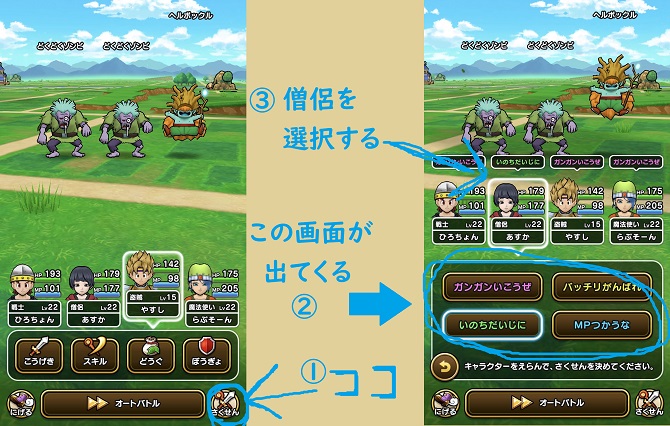 ヘルボックル
どくどくゾンビ
どくどくゾンビ
HP.193
MP.101
戦士 Lv22
ひろちょん
HP.179
MP.177
僧侶 Lv22
あすか
HP.142
MP.98
盗賊 Lv15
やすし
HP.175
MP.205
魔法使い Lv22
らぶそーん
こうげき
スキル
どうぐ
ぼうぎょ
にげる
オートバトル
さくせん
③ 僧侶を
選択する
この画面が
出てくる
②
①ココ
ヘルボックル
どくどくゾンビ
どくどくゾンビ
ガンガンいこうぜ
いのちだいじに
ガンガンいこうぜ
ガンガンいこうぜ
193
101
戦士 Lv22
ひろちょん
179
177
僧侶 Lv22
あすか
HP.142
MP.98
盗賊 Lv15
やすし
HP.175
MP.205
魔法使い Lv22
らぶそーん
ガンガンいこうぜ
バッチリがんばれ
いのちだいじに
MPつかうな
キャラクターをえらんで、さくせんを決めてください。
にげる
オートバトル
さくせん